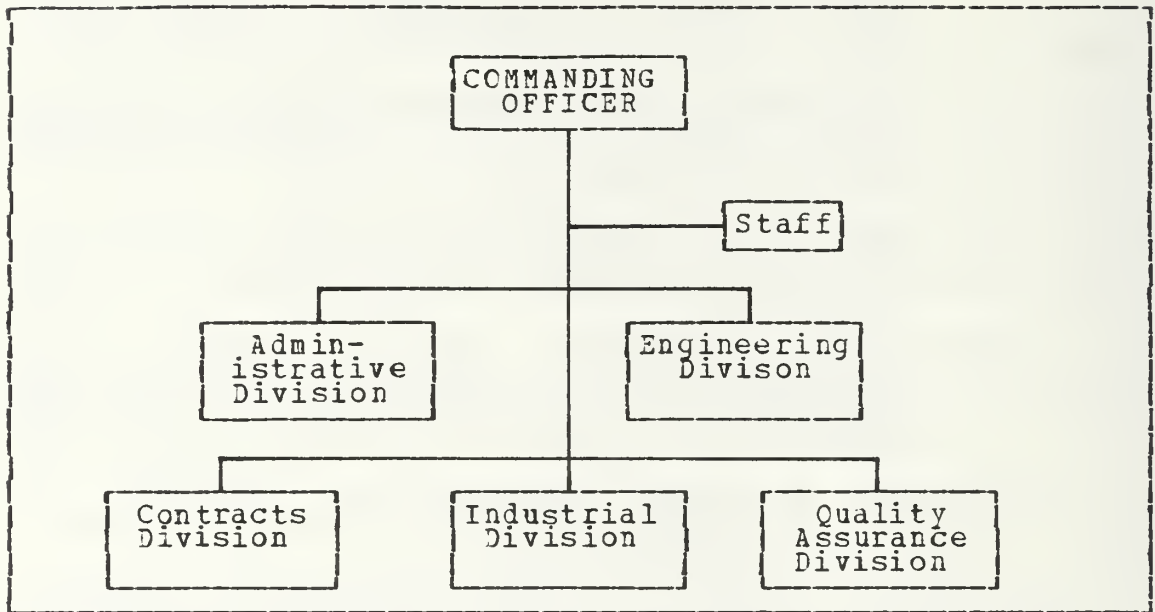 COMMANDING
OFFICER
Staff
Admin-
istrative
Division
Engineering
Divison
Contracts
Division
Industrial
Division
Quality
Assurance
Division